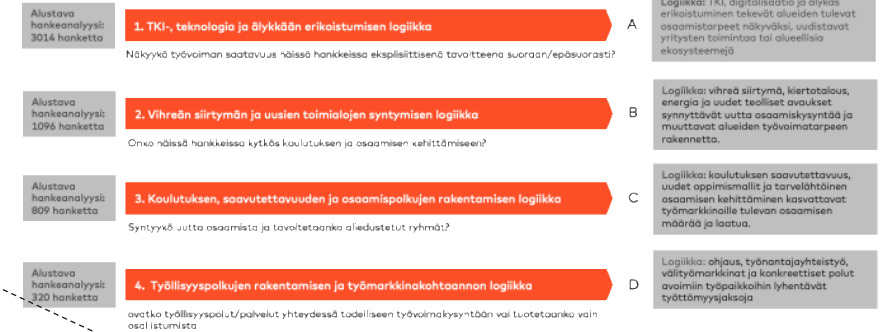 Alustava
hankeanalyysi:
3014 hanketta
1. TKI-, teknologia ja älykkään erikoistumisen logiikka
Näkyykö työvoiman saatavuus näissä hankkeissa eksplisiittisenä tavoitteena suoraan/epäsuorasti?
A
Logiikka: TKI, digitalisaatio ja älykäs
erikoistuminen tekevät alueiden tulevat
osaamistarpeet näkyväksi, uudistavat
yritysten toimintaa tai alueellisia
ekosysteemejä
Alustava
hankeanalyysi:
1096 hanketta
2. Vihreän siirtymän ja uusien toimialojen syntymisen logiikka
Onko näissä hankkeissa kytkös koulutuksen ja osaamisen kehittämiseen?
B
Logiikka: vihreä siirtymä, kiertotalous,
energia ja uudet teolliset avaukset
synnyttävät uutta osaamiskysyntää ja
muuttavat alueiden työvoimatarpeen
rakennetta.
Alustava
hankeanalyysi:
809 hanketta
3. Koulutuksen, saavutettavuuden ja osaamispolkujen rakentamisen logiikka
Syntyykö uutta osaamista ja tavoitetaanko aliedustetut ryhmät?
C
Logiikka: koulutuksen saavutettavuus,
uudet oppimismallit ja tarvelähtöinen
osaamisen kehittäminen kasvattavat
työmarkkinoille tulevan osaamisen
määrää ja laatua.
Alustava
hankeanalyysi:
320 hanketta
4. Työllisyyspolkujen rakentamisen ja työmarkkinakohtaannon logiikka
ovatko työllisyyspolut/palvelut yhteydessä todelliseen työvoimakysyntään vai tuotetaanko vain
osallistumista
D
Logiikka: ohjaus, työnantajayhteistyö,
välityömarkkinat ja konkreettiset polut
avoimiin työpaikkoihin lyhentävät
työttömyysjaksoja